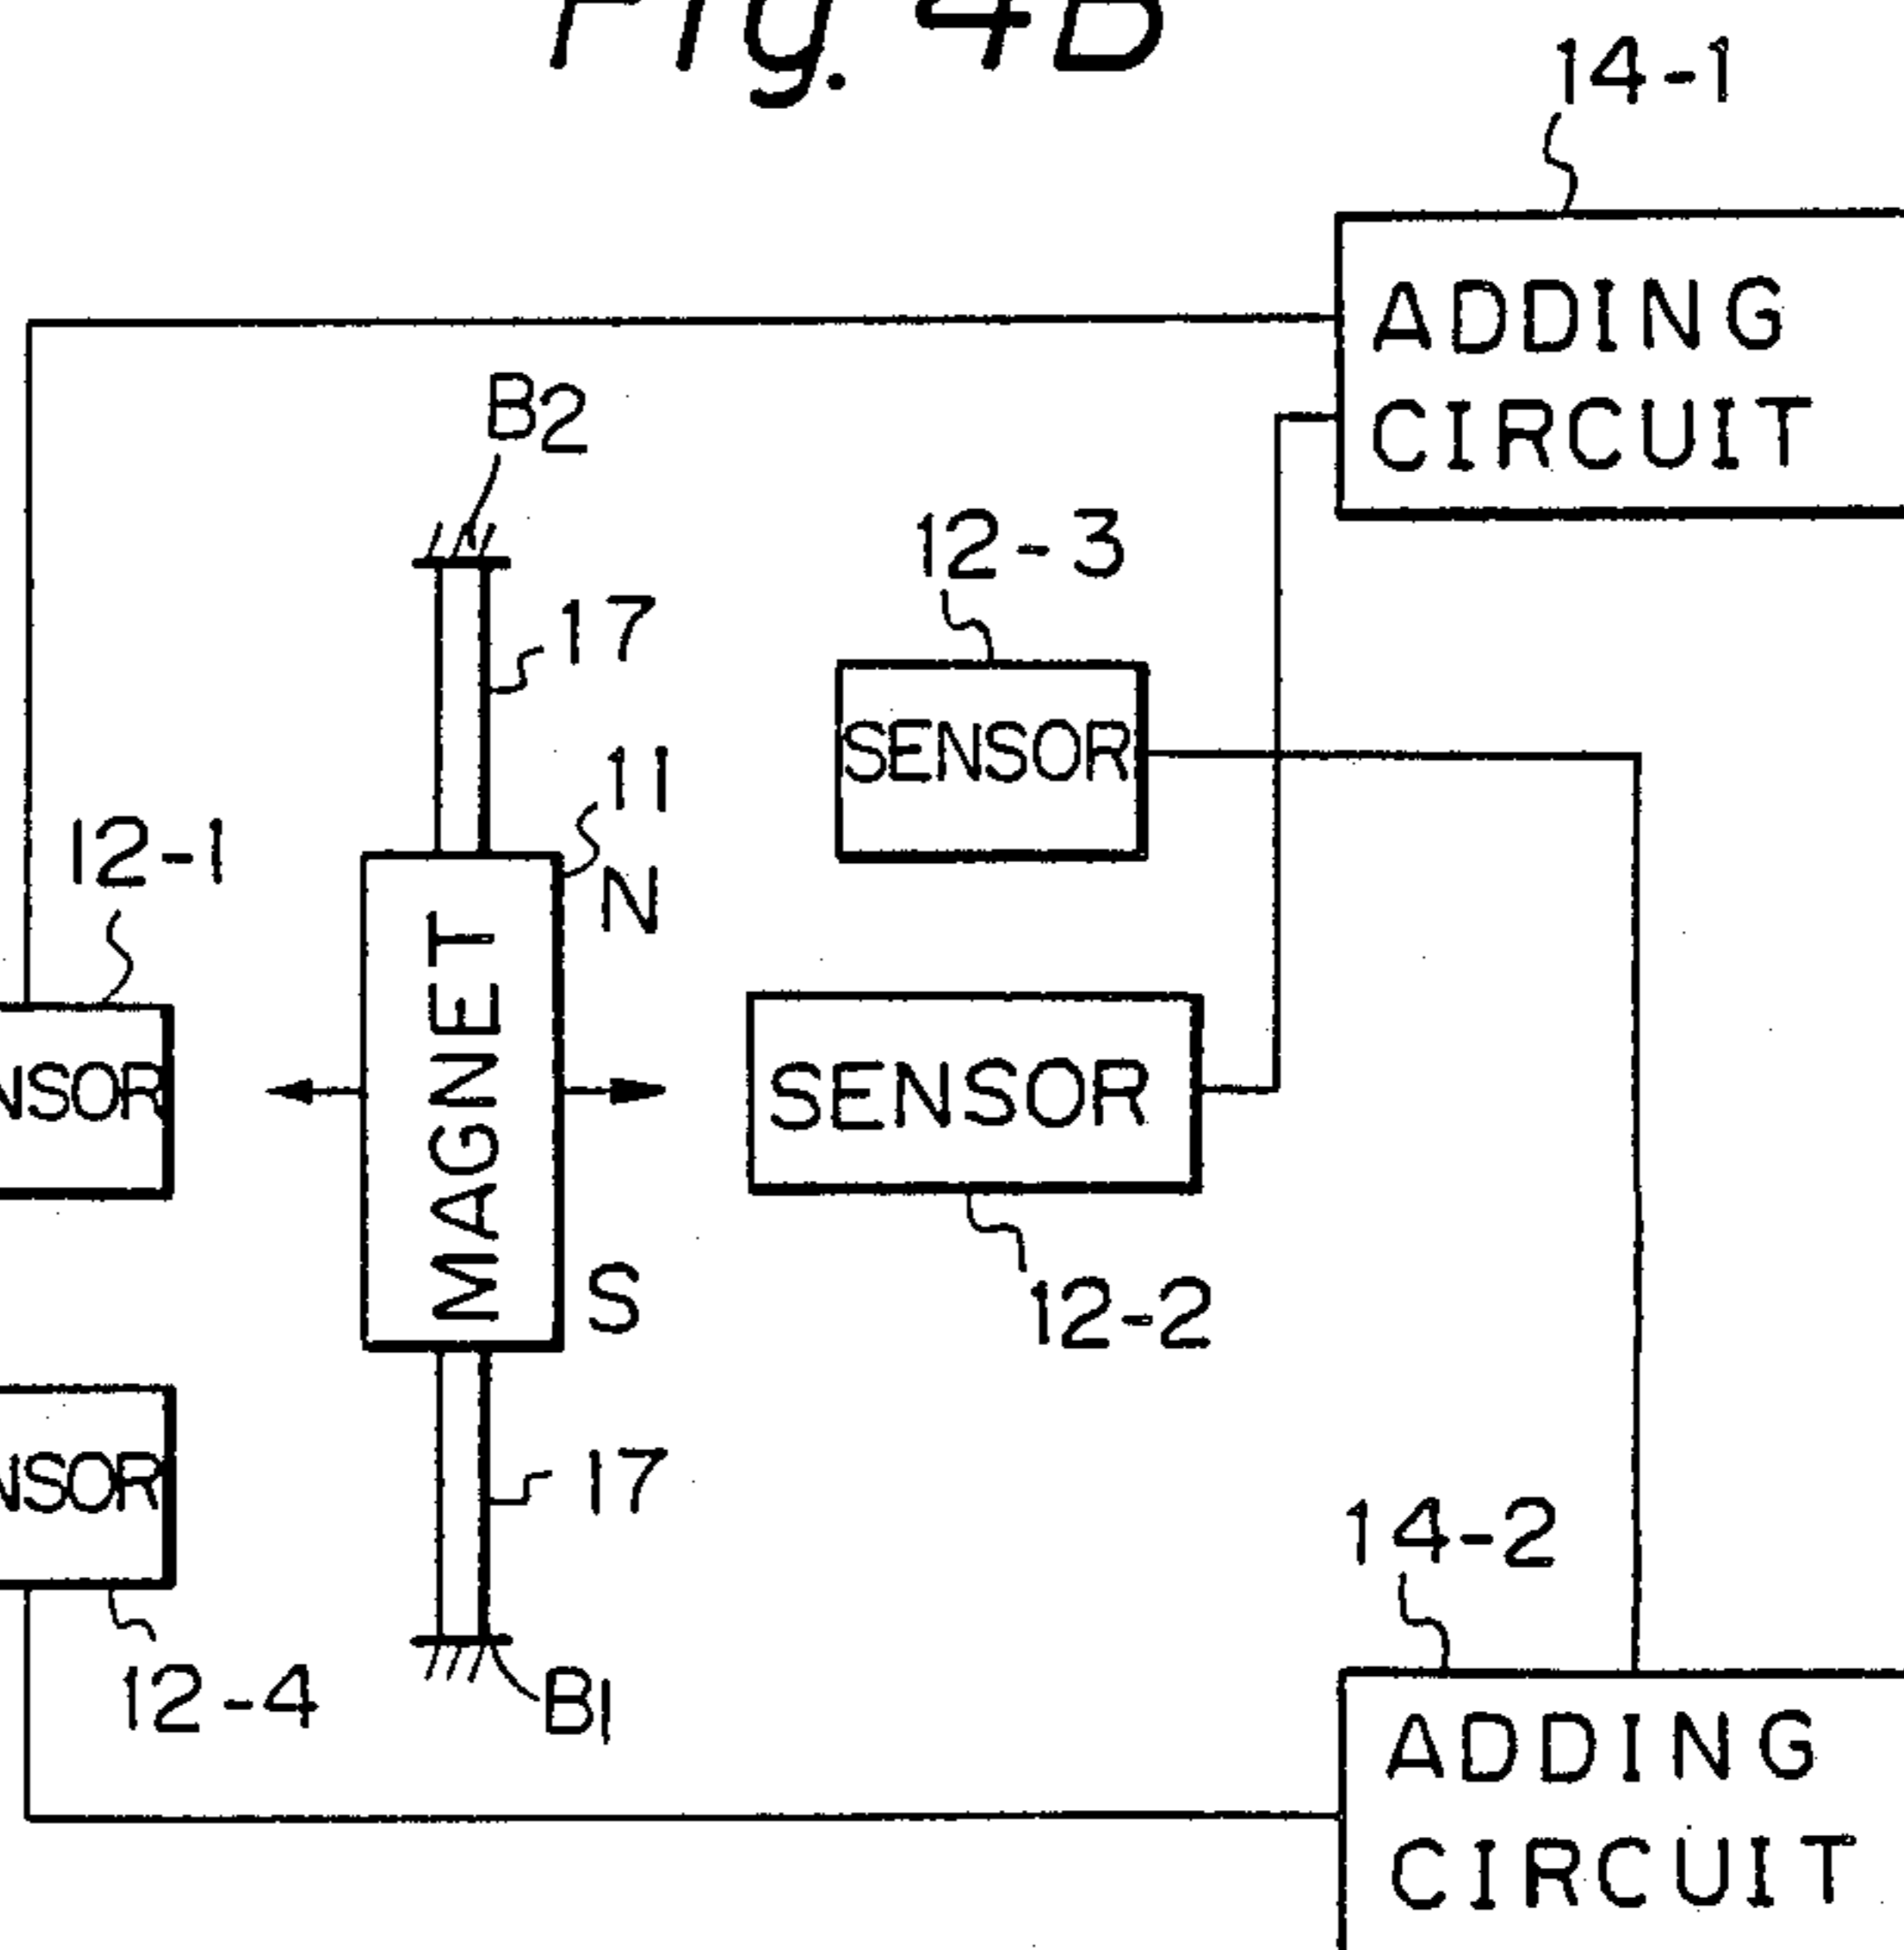 Fig. 4B
14-1
ADDING
CIRCUIT
B2
12-3
17
SENSOR
11
N
12-1
MAGNET
NSOR
SENSOR
S
12-2
17
NSOR
14-2
12-4
B1
ADDING
CIRCUIT